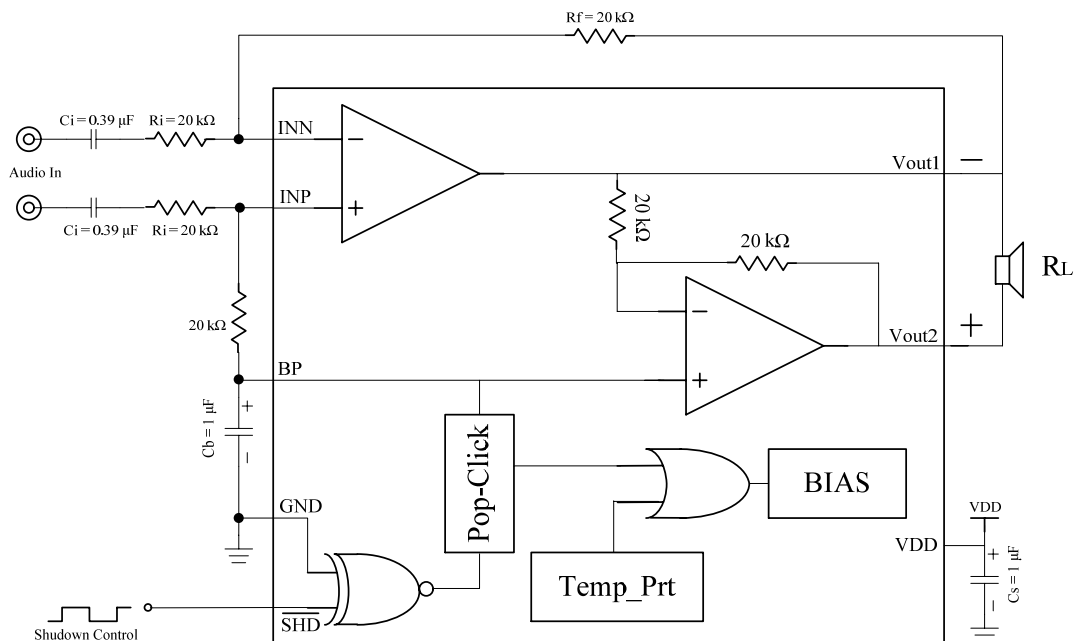 Rf = 20 kΩ
Ci = 0.39 μF
Ri = 20 kΩ
INN
−
Vout1
−
Audio In
INP
+
Ci = 0.39 μF
Ri = 20 kΩ
20 kΩ
20 kΩ
RL
20 kΩ
−
Vout2
+
BP
+
Cb = 1 μF
+
−
Pop-Click
BIAS
GND
VDD
VDD
Temp_Prt
+
Cs = 1 μF
−
SHD
Shudown Control